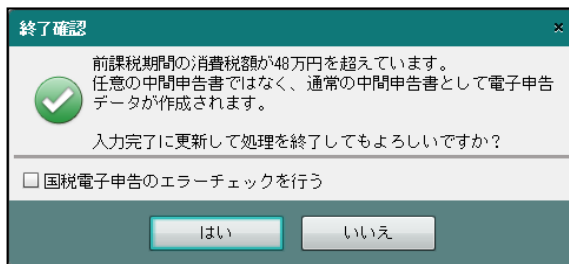 終了確認
×
前課税期間の消費税額が48万円を超えています。
任意の中間申告書ではなく、通常の中間申告書として電子申告
データが作成されます。
入力完了に更新して処理を終了してもよろしいですか？
国税電子申告のエラーチェックを行う
はい
いいえ